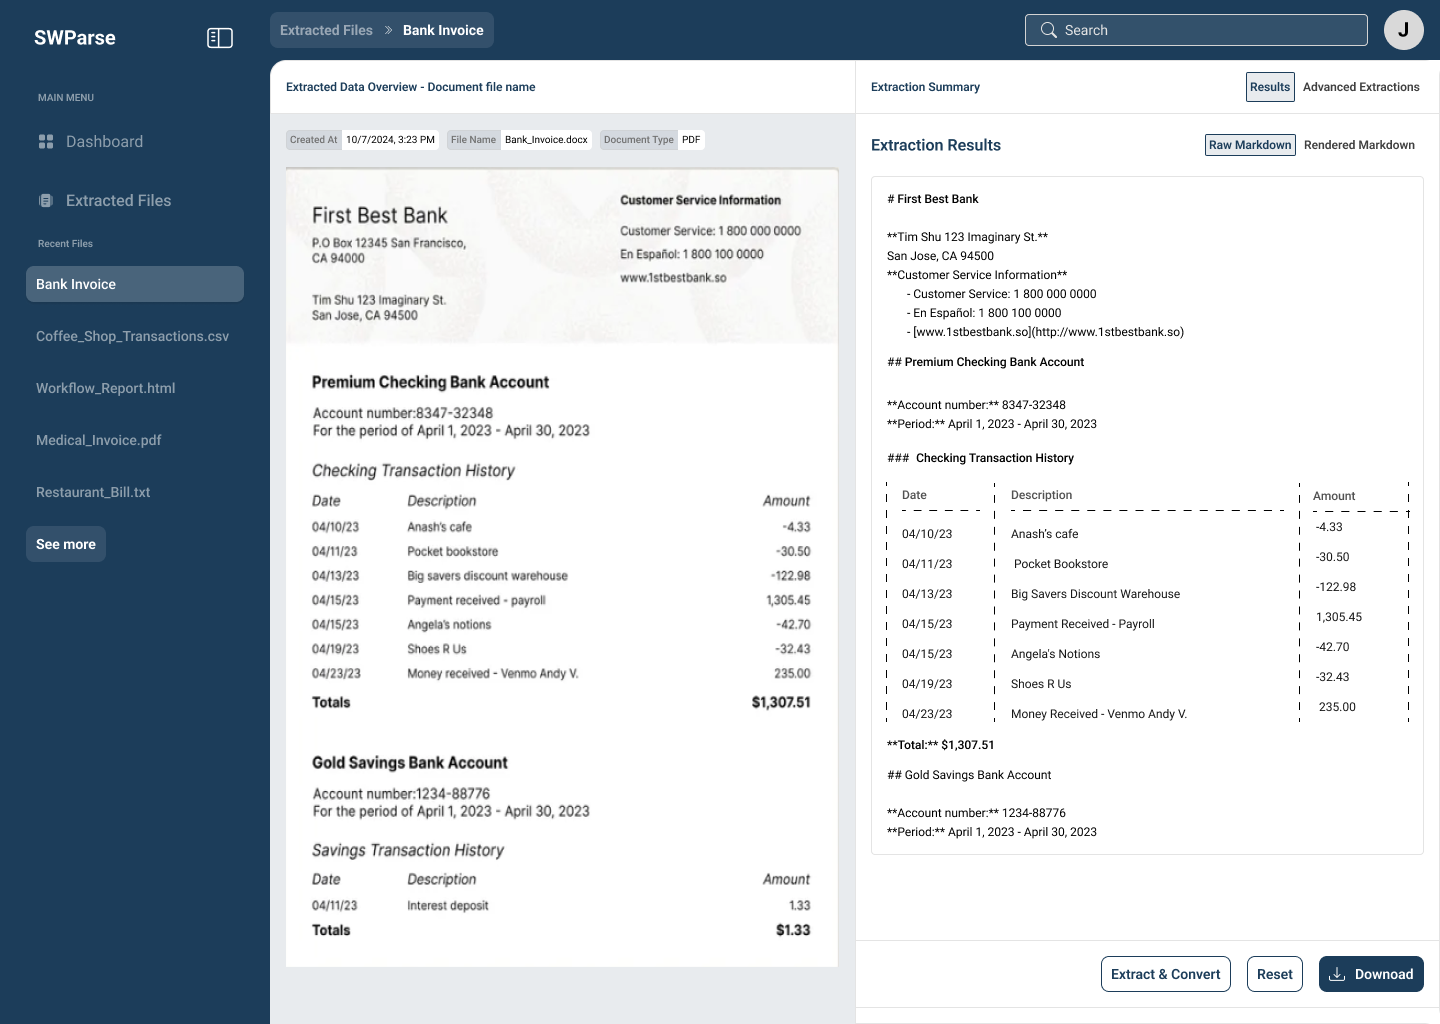 SWParse
MAIN MENU
Dashboard
Extracted Files
Recent Files
Bank Invoice
Coffee_Shop_Transactions.csv
Workflow_Report.html
Medical_Invoice.pdf
Restaurant_Bill.txt
See more
Extracted Files » Bank Invoice
Search
J
Extracted Data Overview - Document file name
Created At 10/7/2024, 3:23 PM File Name Bank_Invoice.docx Document Type PDF
First Best Bank
P.O Box 12345 San Francisco,
CA 94000
Tim Shu 123 Imaginary St.
San Jose, CA 94500
Customer Service Information
Customer Service: 1 800 000 0000
En Español: 1 800 100 0000
www.1stbestbank.so
Premium Checking Bank Account
Account number:8347-32348
For the period of April 1, 2023 - April 30, 2023
Checking Transaction History
Date Description Amount
04/10/23 Anash's cafe -4.33
04/11/23 Pocket bookstore -30.50
04/13/23 Big savers discount warehouse -122.98
04/15/23 Payment received - payroll 1,305.45
04/15/23 Angela's notions -42.70
04/19/23 Shoes R Us -32.43
04/23/23 Money received - Venmo Andy V. 235.00
Totals $1,307.51
Gold Savings Bank Account
Account number:1234-88776
For the period of April 1, 2023 - April 30, 2023
Savings Transaction History
Date Description Amount
04/11/23 Interest deposit 1.33
Totals $1.33
Extraction Summary
Results Advanced Extractions
Extraction Results
Raw Markdown Rendered Markdown
# First Best Bank
**Tim Shu 123 Imaginary St.**
San Jose, CA 94500
**Customer Service Information**
- Customer Service: 1 800 000 0000
- En Español: 1 800 100 0000
- [www.1stbestbank.so](http://www.1stbestbank.so)
## Premium Checking Bank Account
**Account number:** 8347-32348
**Period:** April 1, 2023 - April 30, 2023
### Checking Transaction History
Date Description Amount
04/10/23 Anash's cafe -4.33
04/11/23 Pocket Bookstore -30.50
04/13/23 Big Savers Discount Warehouse -122.98
04/15/23 Payment Received - Payroll 1,305.45
04/15/23 Angela's Notions -42.70
04/19/23 Shoes R Us -32.43
04/23/23 Money Received - Venmo Andy V. 235.00
**Total:** $1,307.51
## Gold Savings Bank Account
**Account number:** 1234-88776
**Period:** April 1, 2023 - April 30, 2023
Extract & Convert
Reset
Downoad